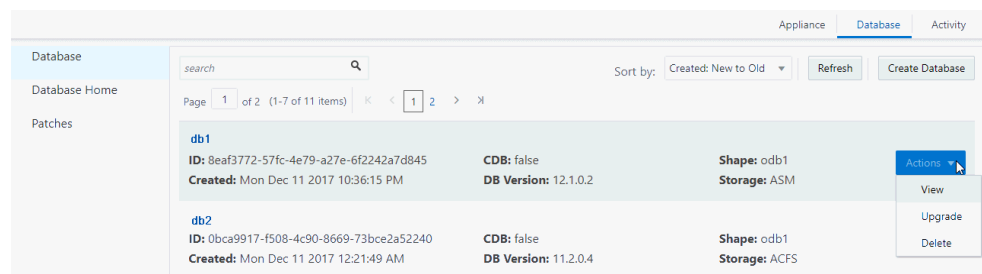 Appliance Database Activity
Database
Database Home
Patches
search
Sort by: Created: New to Old Refresh Create Database
Page 1 of 2 (1-7 of 11 items) 1 2
db1
ID: 8eaf3772-57fc-4e79-a27e-6f2242a7d845 CDB: false Shape: odb1
Created: Mon Dec 11 2017 10:36:15 PM DB Version: 12.1.0.2 Storage: ASM
Actions
View
Upgrade
Delete
db2
ID: 0bca9917-f508-4c90-8669-73bce2a52240 CDB: false Shape: odb1
Created: Mon Dec 11 2017 12:21:49 AM DB Version: 11.2.0.4 Storage: ACFS